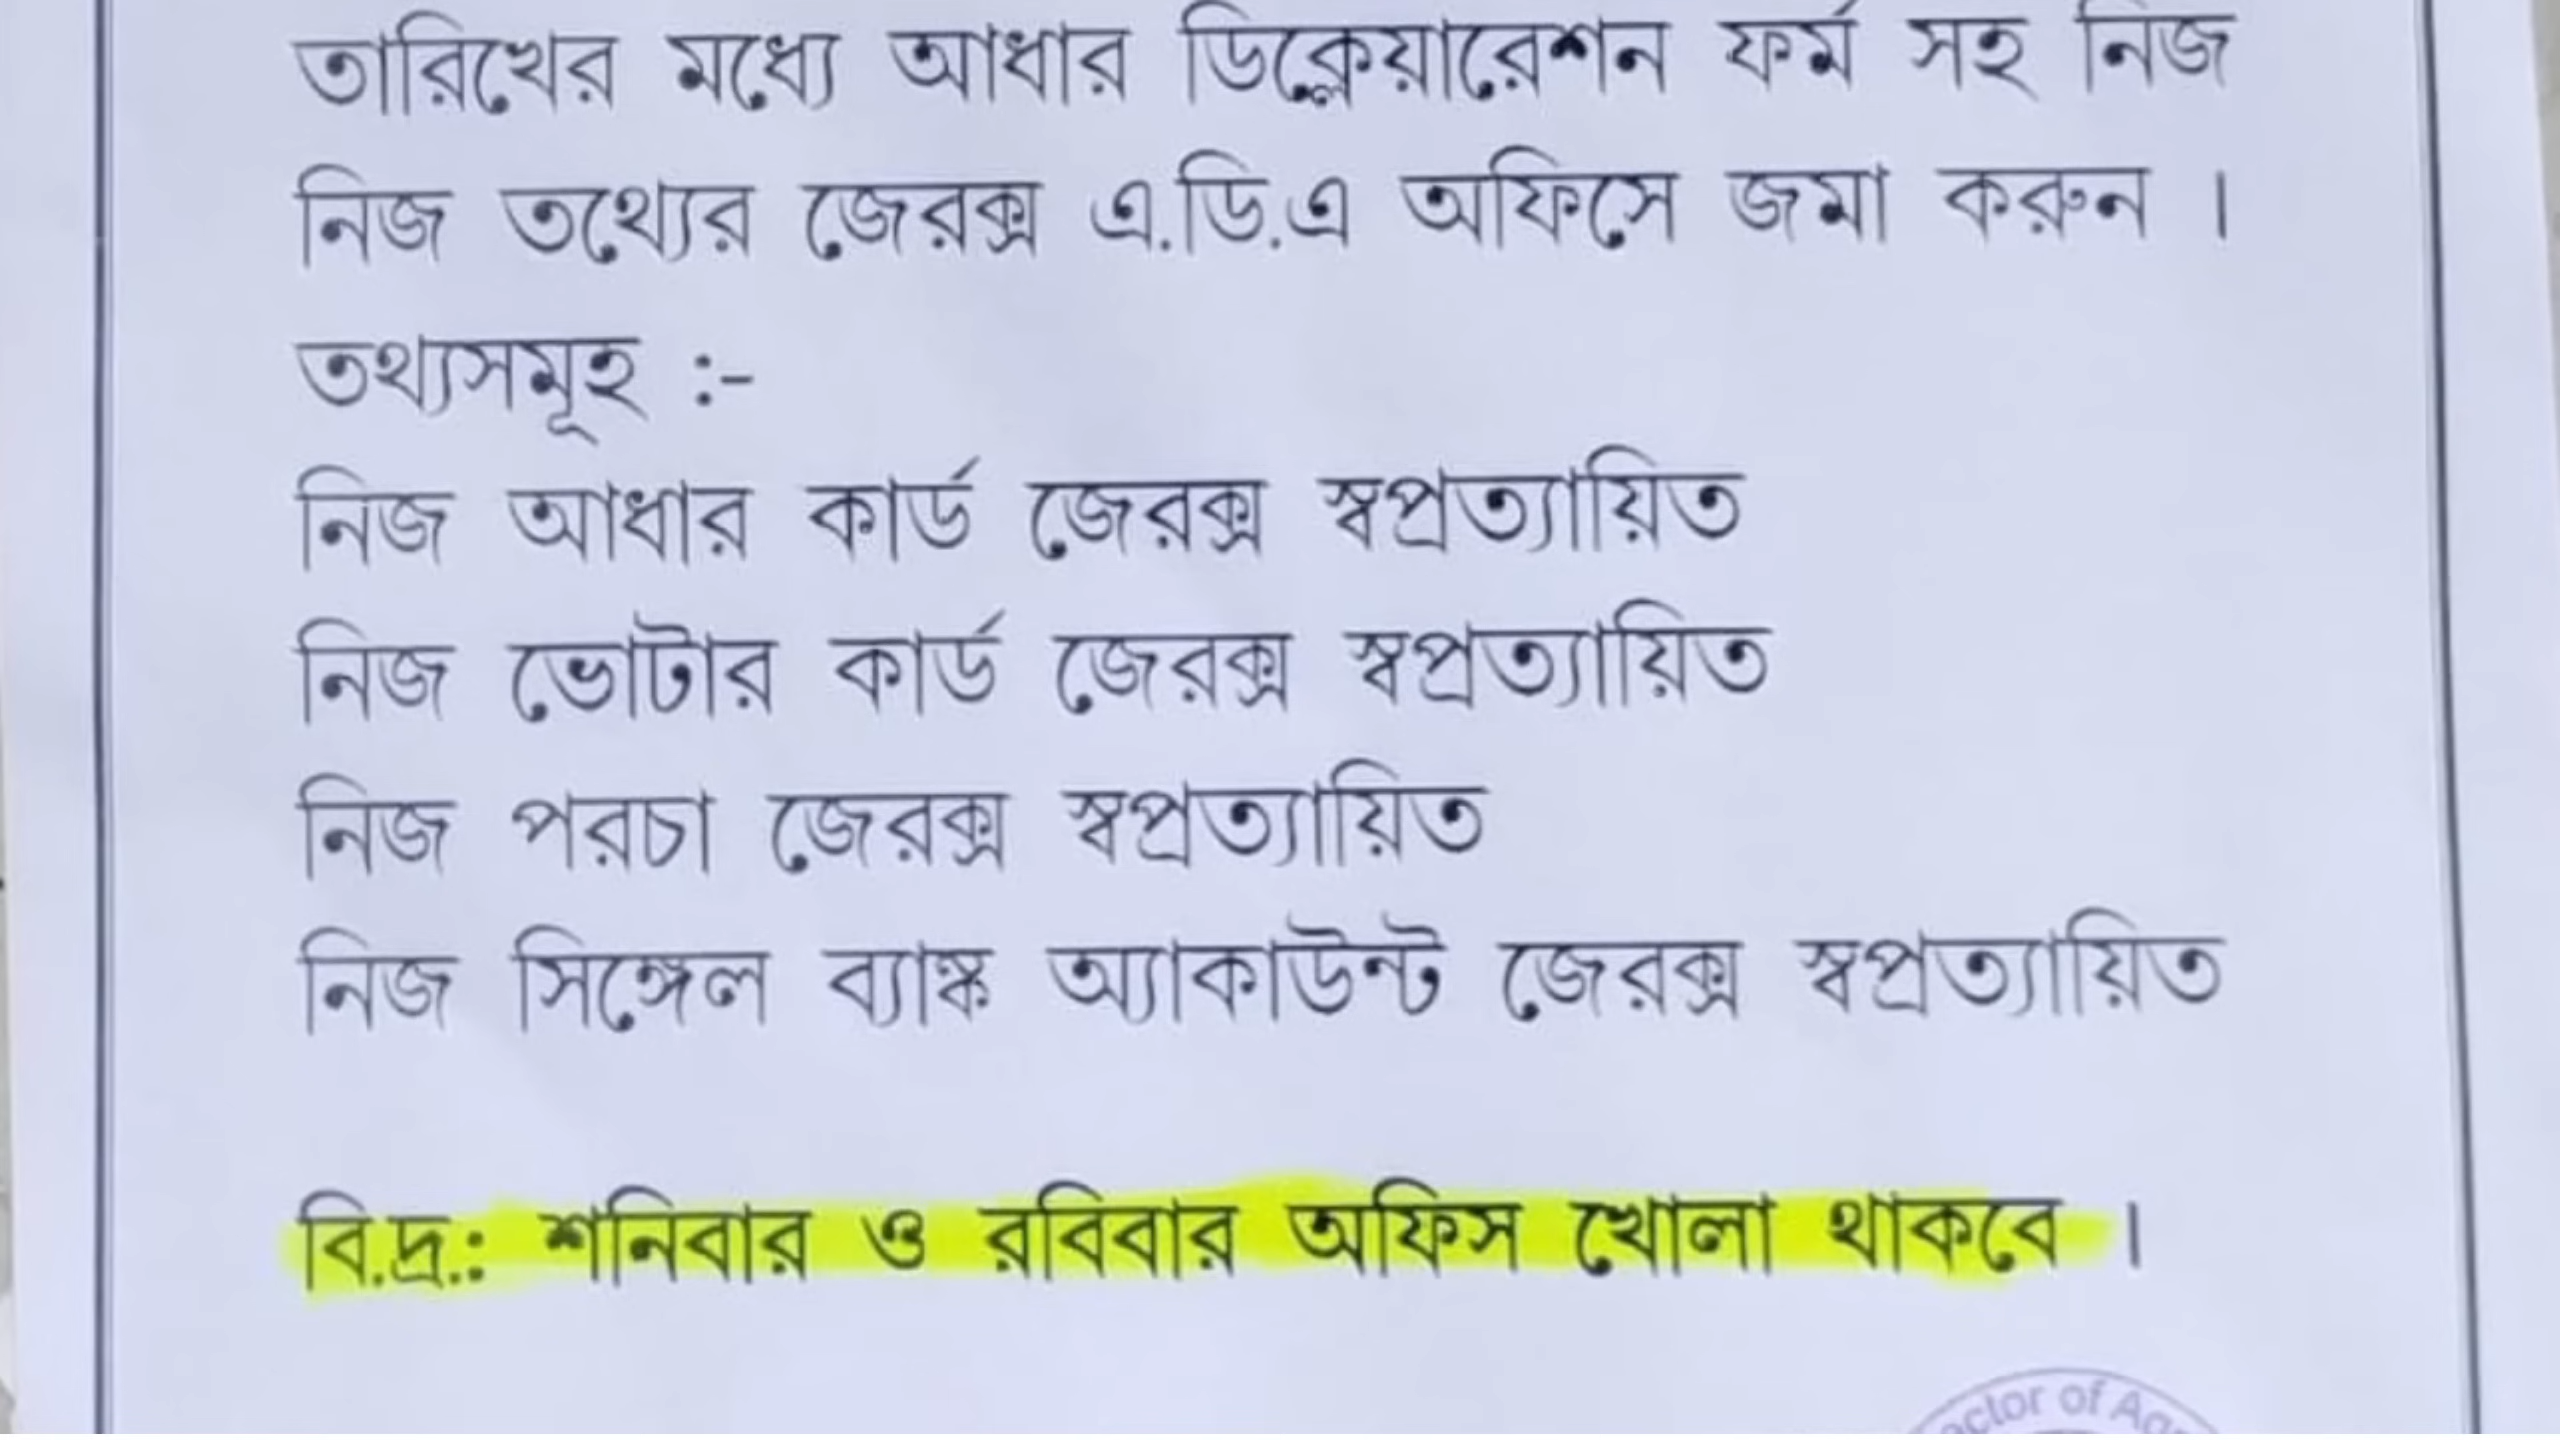 তারিখের মধ্যে আধার ডিক্লেয়ারেশন ফর্ম সহ নিজ
নিজ তথ্যের জেরক্স এ.ডি.এ অফিসে জমা করুন ।
তথ্যসমূহ :-
নিজ আধার কার্ড জেরক্স স্বপ্রত্যায়িত
নিজ ভোটার কার্ড জেরক্স স্বপ্রত্যায়িত
নিজ পরচা জেরক্স স্বপ্রত্যায়িত
নিজ সিঙ্গেল ব্যাঙ্ক অ্যাকাউন্ট জেরক্স স্বপ্রত্যায়িত
বি.দ্র.: শনিবার ও রবিবার অফিস খোলা থাকবে ।
of